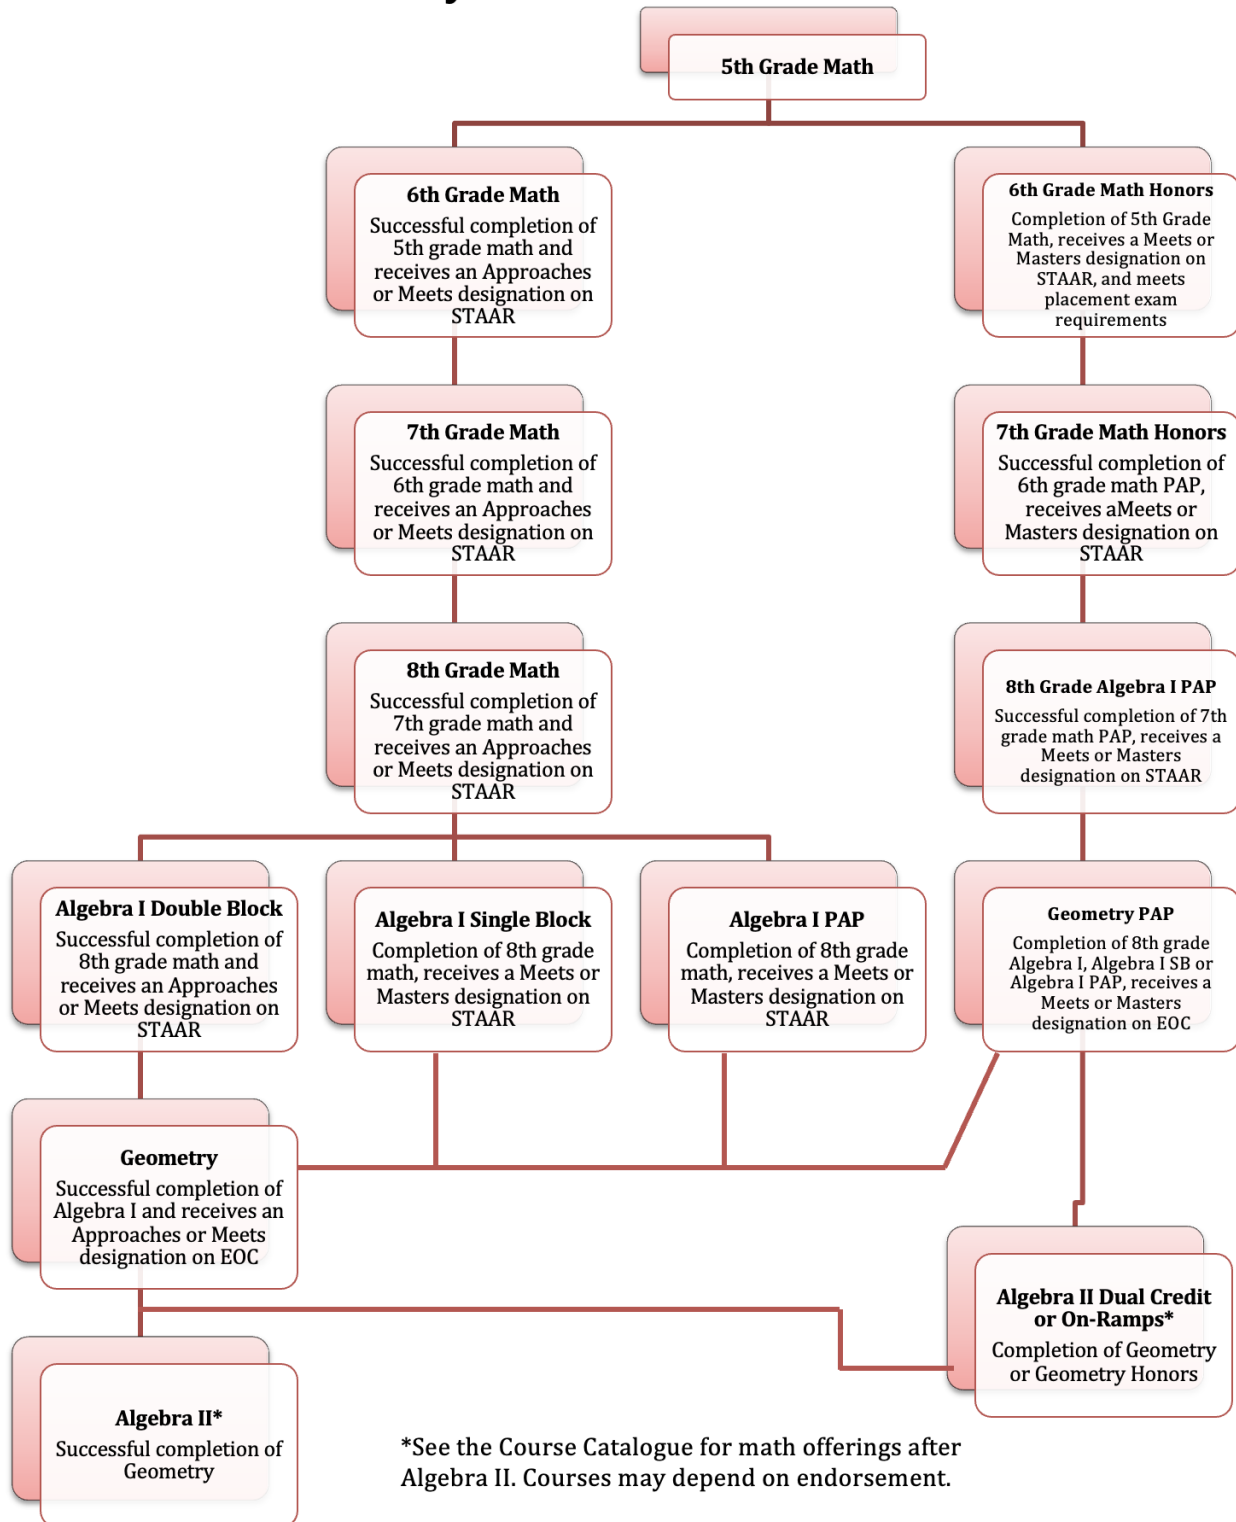 5th Grade Math
6th Grade Math
Successful completion of
5th grade math and
receives an Approaches
or Meets designation on
STAAR
6th Grade Math Honors
Completion of 5th Grade
Math, receives a Meets or
Masters designation on
STAAR, and meets
placement exam
requirements
7th Grade Math
Successful completion of
6th grade math and
receives an Approaches
or Meets designation on
STAAR
7th Grade Math Honors
Successful completion of
6th grade math PAP,
receives aMeets or
Masters designation on
STAAR
8th Grade Math
Successful completion of
7th grade math and
receives an Approaches
or Meets designation on
STAAR
8th Grade Algebra I PAP
Successful completion of 7th
grade math PAP, receives a
Meets or Masters
designation on STAAR
Algebra I Double Block
Successful completion of
8th grade math and
receives an Approaches
or Meets designation on
STAAR
Algebra I Single Block
Completion of 8th grade
math, receives a Meets or
Masters designation on
STAAR
Algebra I PAP
Completion of 8th grade
math, receives a Meets or
Masters designation on
STAAR
Geometry PAP
Completion of 8th grade
Algebra I, Algebra I SB or
Algebra I PAP, receives a
Meets or Masters
designation on EOC
Geometry
Successful completion of
Algebra I and receives an
Approaches or Meets
designation on EOC
Algebra II Dual Credit
or On-Ramps*
Completion of Geometry
or Geometry Honors
Algebra II*
Successful completion of
Geometry
*See the Course Catalogue for math offerings after
Algebra II. Courses may depend on endorsement.